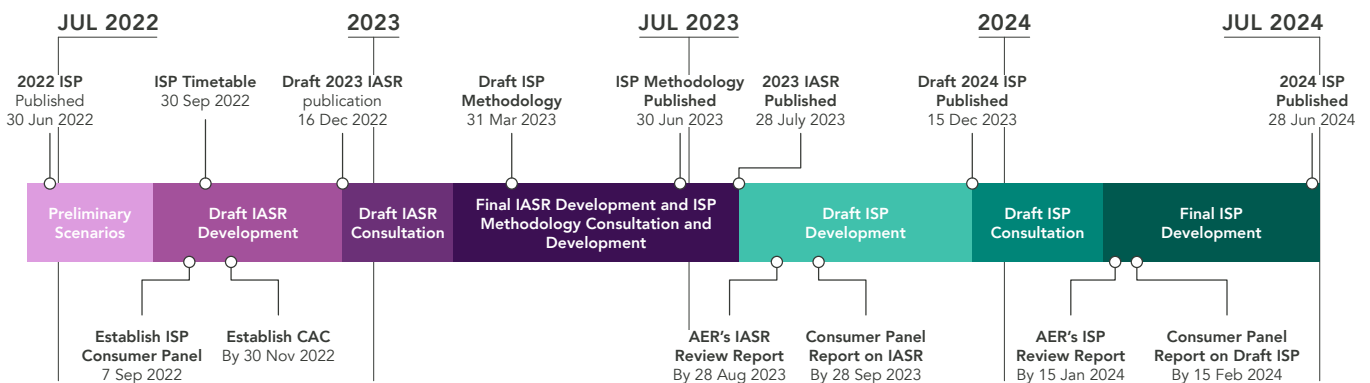 JUL 2022
2023
JUL 2023
2024
JUL 2024
2022 ISP
Published
30 Jun 2022
ISP Timetable
30 Sep 2022
Draft 2023 IASR
publication
16 Dec 2022
Draft ISP
Methodology
31 Mar 2023
ISP Methodology
Published
30 Jun 2023
2023 IASR
Published
28 July 2023
Draft 2024 ISP
Published
15 Dec 2023
2024 ISP
Published
28 Jun 2024
Preliminary
Scenarios
Draft IASR
Development
Draft IASR
Consultation
Final IASR Development and ISP
Methodology Consultation and
Development
Draft ISP
Development
Draft ISP
Consultation
Final ISP
Development
Establish ISP
Consumer Panel
7 Sep 2022
Establish CAC
By 30 Nov 2022
AER's IASR
Review Report
By 28 Aug 2023
Consumer Panel
Report on IASR
By 28 Sep 2023
AER's ISP
Review Report
By 15 Jan 2024
Consumer Panel
Report on Draft ISP
By 15 Feb 2024